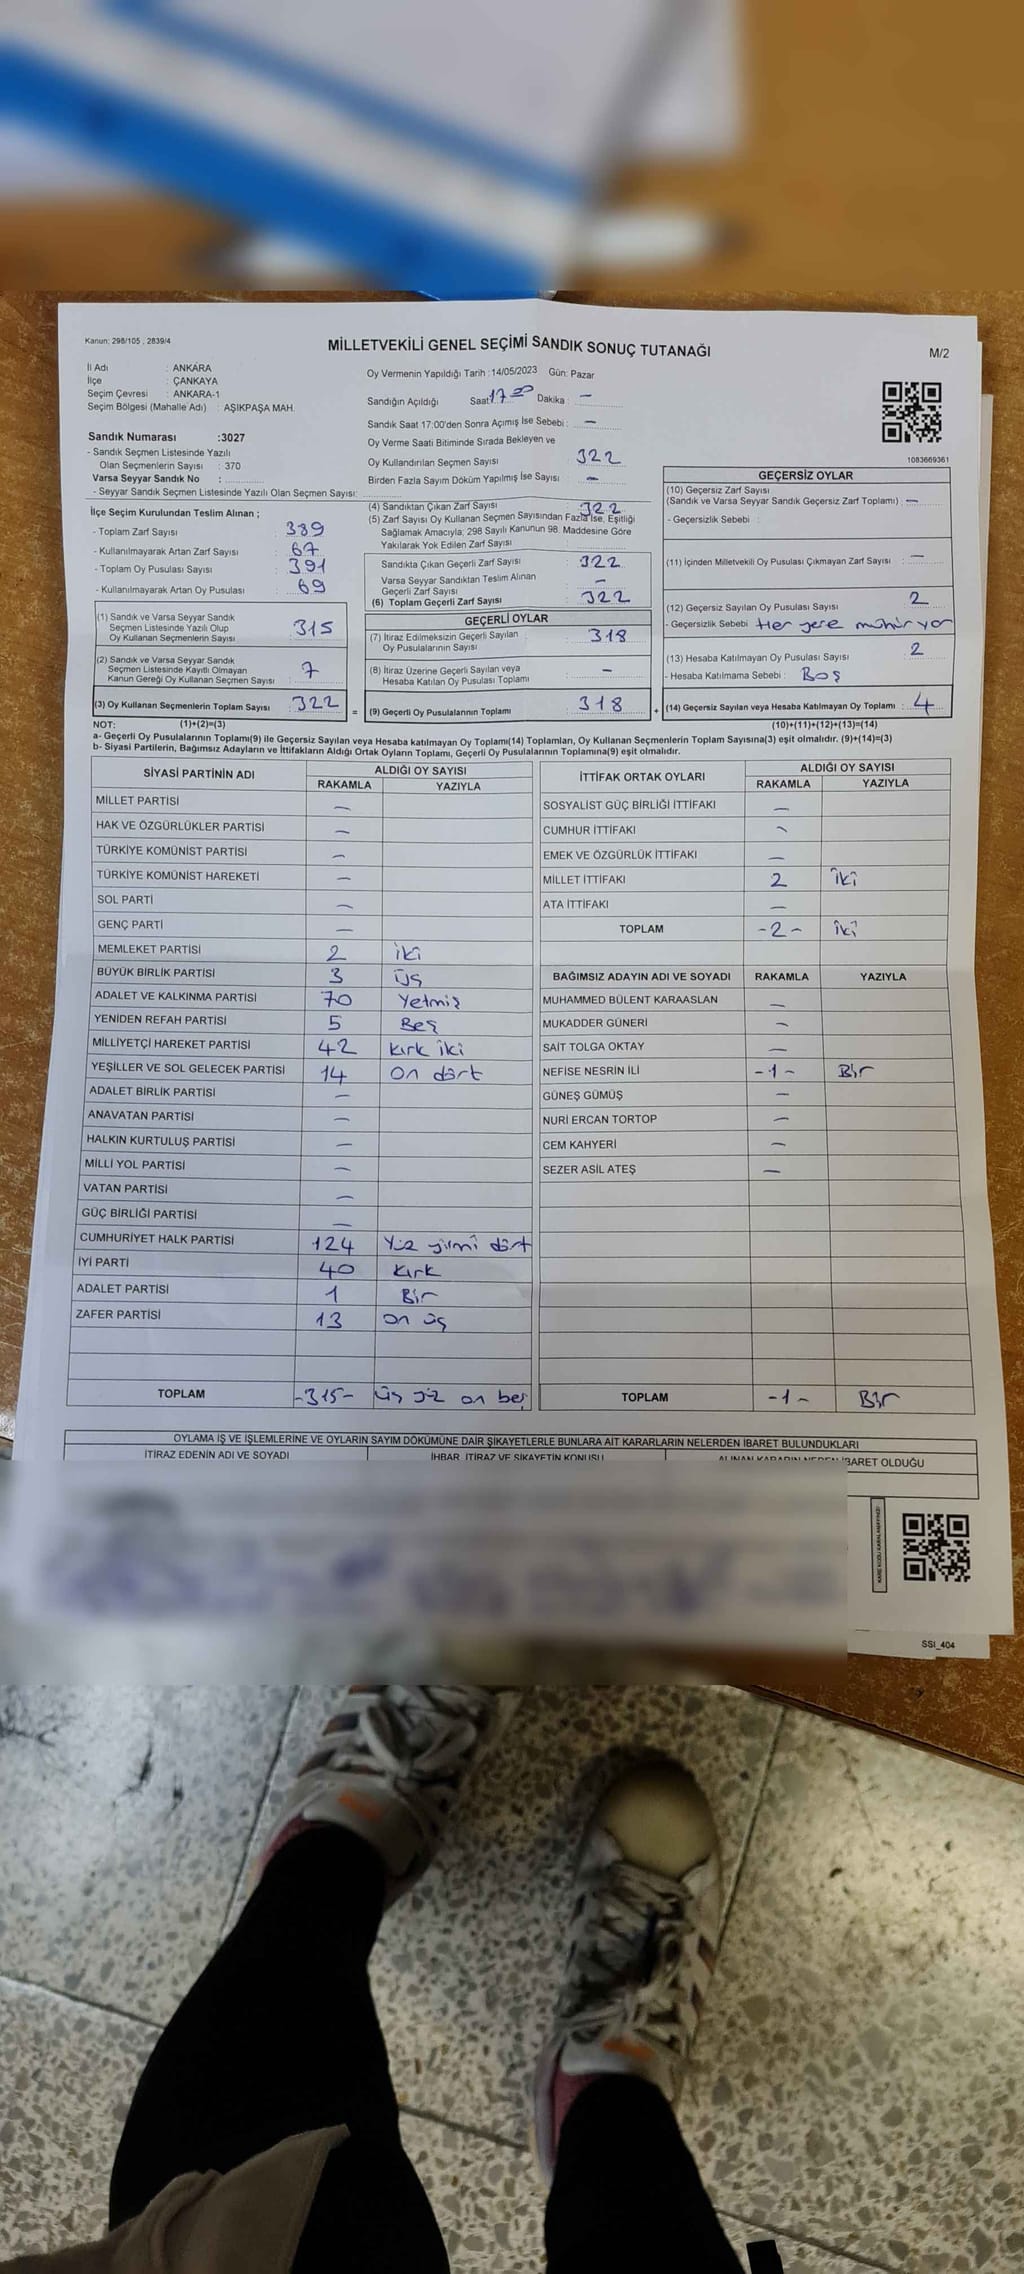 Kanun: 298/105 , 2839/4
MİLLETVEKİLİ GENEL SEÇİMİ SANDIK SONUÇ TUTANAĞI
M/2
İl Adı : ANKARA
İlçe : ÇANKAYA
Seçim Çevresi : ANKARA-1
Seçim Bölgesi (Mahalle Adı) : AŞIKPAŞA MAH.
Sandık Numarası :3027
- Sandık Seçmen Listesinde Yazılı
Olan Seçmenlerin Sayısı : 370
Varsa Seyyar Sandık No :
- Seyyar Sandık Seçmen Listesinde Yazılı Olan Seçmen Sayısı:
İlçe Seçim Kurulundan Teslim Alınan ;
- Toplam Zarf Sayısı : 389
- Kullanılmayarak Artan Zarf Sayısı : 67
- Toplam Oy Pusulası Sayısı : 391
- Kullanılmayarak Artan Oy Pusulası : 69
(1) Sandık ve Varsa Seyyar Sandık
Seçmen Listesinde Yazılı Olup
Oy Kullanan Seçmenlerin Sayısı : 315
(2) Sandık ve Varsa Seyyar Sandık
Seçmen Listesinde Kayıtlı Olmayan
Kanun Gereği Oy Kullanan Seçmen Sayısı : 7
(3) Oy Kullanan Seçmenlerin Toplam Sayısı : 322
Oy Vermenin Yapıldığı Tarih : 14/05/2023 Gün: Pazar
Sandığın Açıldığı Saat 17 00 Dakika : -
Sandık Saat 17:00'den Sonra Açımış İse Sebebi : -
Oy Verme Saati Bitiminde Sırada Bekleyen ve
Oy Kullandırılan Seçmen Sayısı : 322
Birden Fazla Sayım Döküm Yapılmış İse Sayısı : -
(4) Sandıktan Çıkan Zarf Sayısı : 322
(5) Zarf Sayısı Oy Kullanan Seçmen Sayısından Fazla İse, Eşitliği
Sağlamak Amacıyla; 298 Sayılı Kanunun 98. Maddesine Göre
Yakılarak Yok Edilen Zarf Sayısı :
Sandıkta Çıkan Geçerli Zarf Sayısı : 322
Varsa Seyyar Sandıktan Teslim Alınan
Geçerli Zarf Sayısı : -
(6) Toplam Geçerli Zarf Sayısı : 322
GEÇERLİ OYLAR
(7) İtiraz Edilmeksizin Geçerli Sayılan
Oy Pusulalarının Sayısı : 318
(8) İtiraz Üzerine Geçerli Sayılan veya
Hesaba Katılan Oy Pusulası Toplamı : -
= (9) Geçerli Oy Pusulalarının Toplamı : 318 +
1083669361
GEÇERSİZ OYLAR
(10) Geçersiz Zarf Sayısı
(Sandık ve Varsa Seyyar Sandık Geçersiz Zarf Toplamı) : -
- Geçersizlik Sebebi :
(11) İçinden Milletvekili Oy Pusulası Çıkmayan Zarf Sayısı : -
(12) Geçersiz Sayılan Oy Pusulası Sayısı : 2
- Geçersizlik Sebebi : Her yere mühür var
(13) Hesaba Katılmayan Oy Pusulası Sayısı : 2
- Hesaba Katılmama Sebebi : Boş
(14) Geçersiz Sayılan veya Hesaba Katılmayan Oy Toplamı : 4
NOT: (1)+(2)=(3) (10)+(11)+(12)+(13)=(14)
a- Geçerli Oy Pusulalarının Toplamı(9) ile Geçersiz Sayılan veya Hesaba katılmayan Oy Toplamı(14) Toplamları, Oy Kullanan Seçmenlerin Toplam Sayısına(3) eşit olmalıdır. (9)+(14)=(3)
b- Siyasi Partilerin, Bağımsız Adayların ve İttifakların Aldığı Ortak Oyların Toplamı, Geçerli Oy Pusulalarının Toplamına(9) eşit olmalıdır.
SİYASİ PARTİNİN ADI ALDIĞI OY SAYISI
RAKAMLA YAZIYLA
MİLLET PARTİSİ -
HAK VE ÖZGÜRLÜKLER PARTİSİ -
TÜRKİYE KOMÜNİST PARTİSİ -
TÜRKİYE KOMÜNİST HAREKETİ -
SOL PARTİ -
GENÇ PARTİ -
MEMLEKET PARTİSİ 2 iki
BÜYÜK BİRLİK PARTİSİ 3 üç
ADALET VE KALKINMA PARTİSİ 70 Yetmiş
YENİDEN REFAH PARTİSİ 5 Beş
MİLLİYETÇİ HAREKET PARTİSİ 42 kırk iki
YEŞİLLER VE SOL GELECEK PARTİSİ 14 on dört
ADALET BİRLİK PARTİSİ -
ANAVATAN PARTİSİ -
HALKIN KURTULUŞ PARTİSİ -
MİLLİ YOL PARTİSİ -
VATAN PARTİSİ -
GÜÇ BİRLİĞİ PARTİSİ -
CUMHURİYET HALK PARTİSİ 124 Yüz yirmi dört
İYİ PARTİ 40 Kırk
ADALET PARTİSİ 1 Bir
ZAFER PARTİSİ 13 on üç
TOPLAM -315- üç yüz on beş
İTTİFAK ORTAK OYLARI ALDIĞI OY SAYISI
RAKAMLA YAZIYLA
SOSYALİST GÜÇ BİRLİĞİ İTTİFAKI -
CUMHUR İTTİFAKI -
EMEK VE ÖZGÜRLÜK İTTİFAKI -
MİLLET İTTİFAKI 2 iki
ATA İTTİFAKI -
TOPLAM -2- iki
BAĞIMSIZ ADAYIN ADI VE SOYADI RAKAMLA YAZIYLA
MUHAMMED BÜLENT KARAASLAN -
MUKADDER GÜNERİ -
SAİT TOLGA OKTAY -
NEFİSE NESRİN İLİ -1- Bir
GÜNEŞ GÜMÜŞ -
NURİ ERCAN TORTOP -
CEM KAHYERİ -
SEZER ASİL ATEŞ -
TOPLAM -1- Bir
OYLAMA İŞ VE İŞLEMLERİNE VE OYLARIN SAYIM DÖKÜMÜNE DAİR ŞİKAYETLERLE BUNLARA AİT KARARLARIN NELERDEN İBARET BULUNDUKLARI
İTİRAZ EDENİN ADI VE SOYADI İHBAR, İTİRAZ VE ŞİKAYETİN KONUSU ALINAN KARARIN NEDEN İBARET OLDUĞU
SSI_404